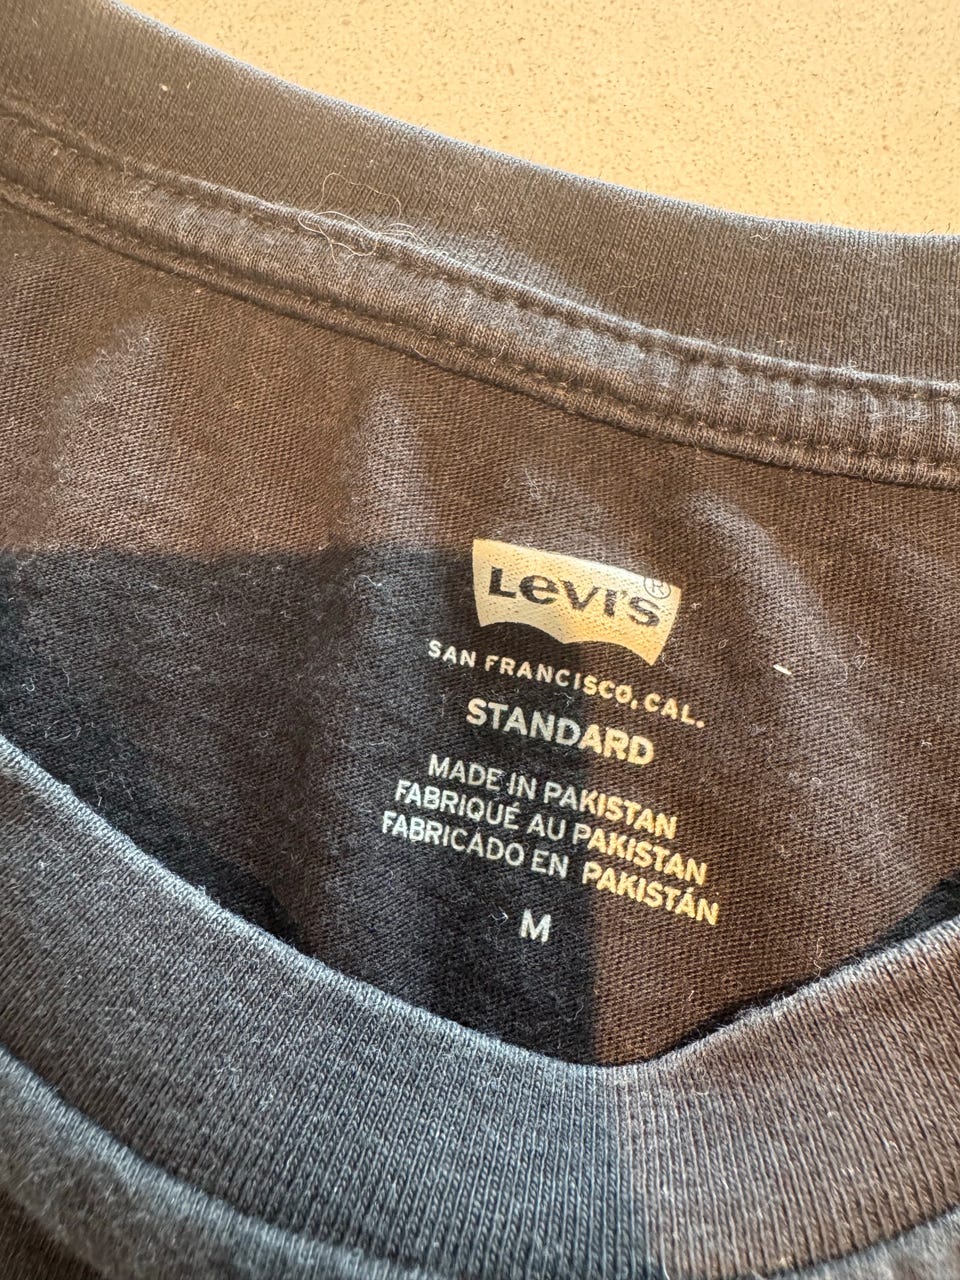 Levi's®
SAN FRANCISCO, CAL.
STANDARD
MADE IN PAKISTAN
FABRIQUÉ AU PAKISTAN
FABRICADO EN PAKISTÁN
M